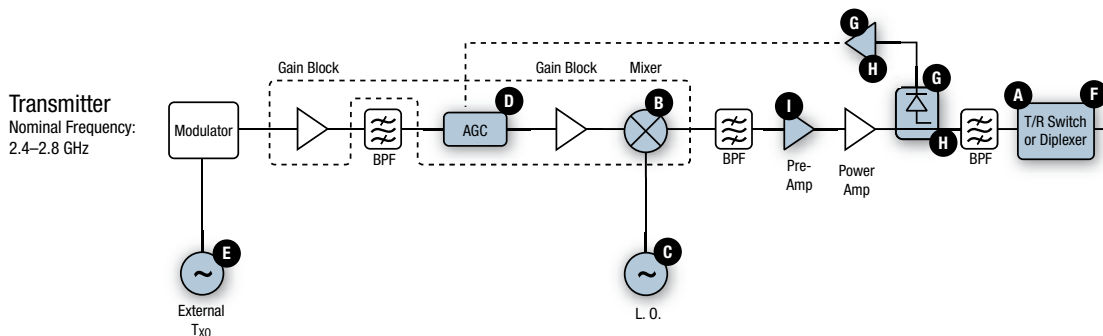 Transmitter
Nominal Frequency:
2.4–2.8 GHz
Modulator
E
~
External
TXO
Gain Block
BPF
AGC
D
Gain Block
Mixer
B
C
~
L. O.
BPF
I
Pre-
Amp
Power
Amp
G
H
G
H
BPF
A
F
T/R Switch
or Diplexer